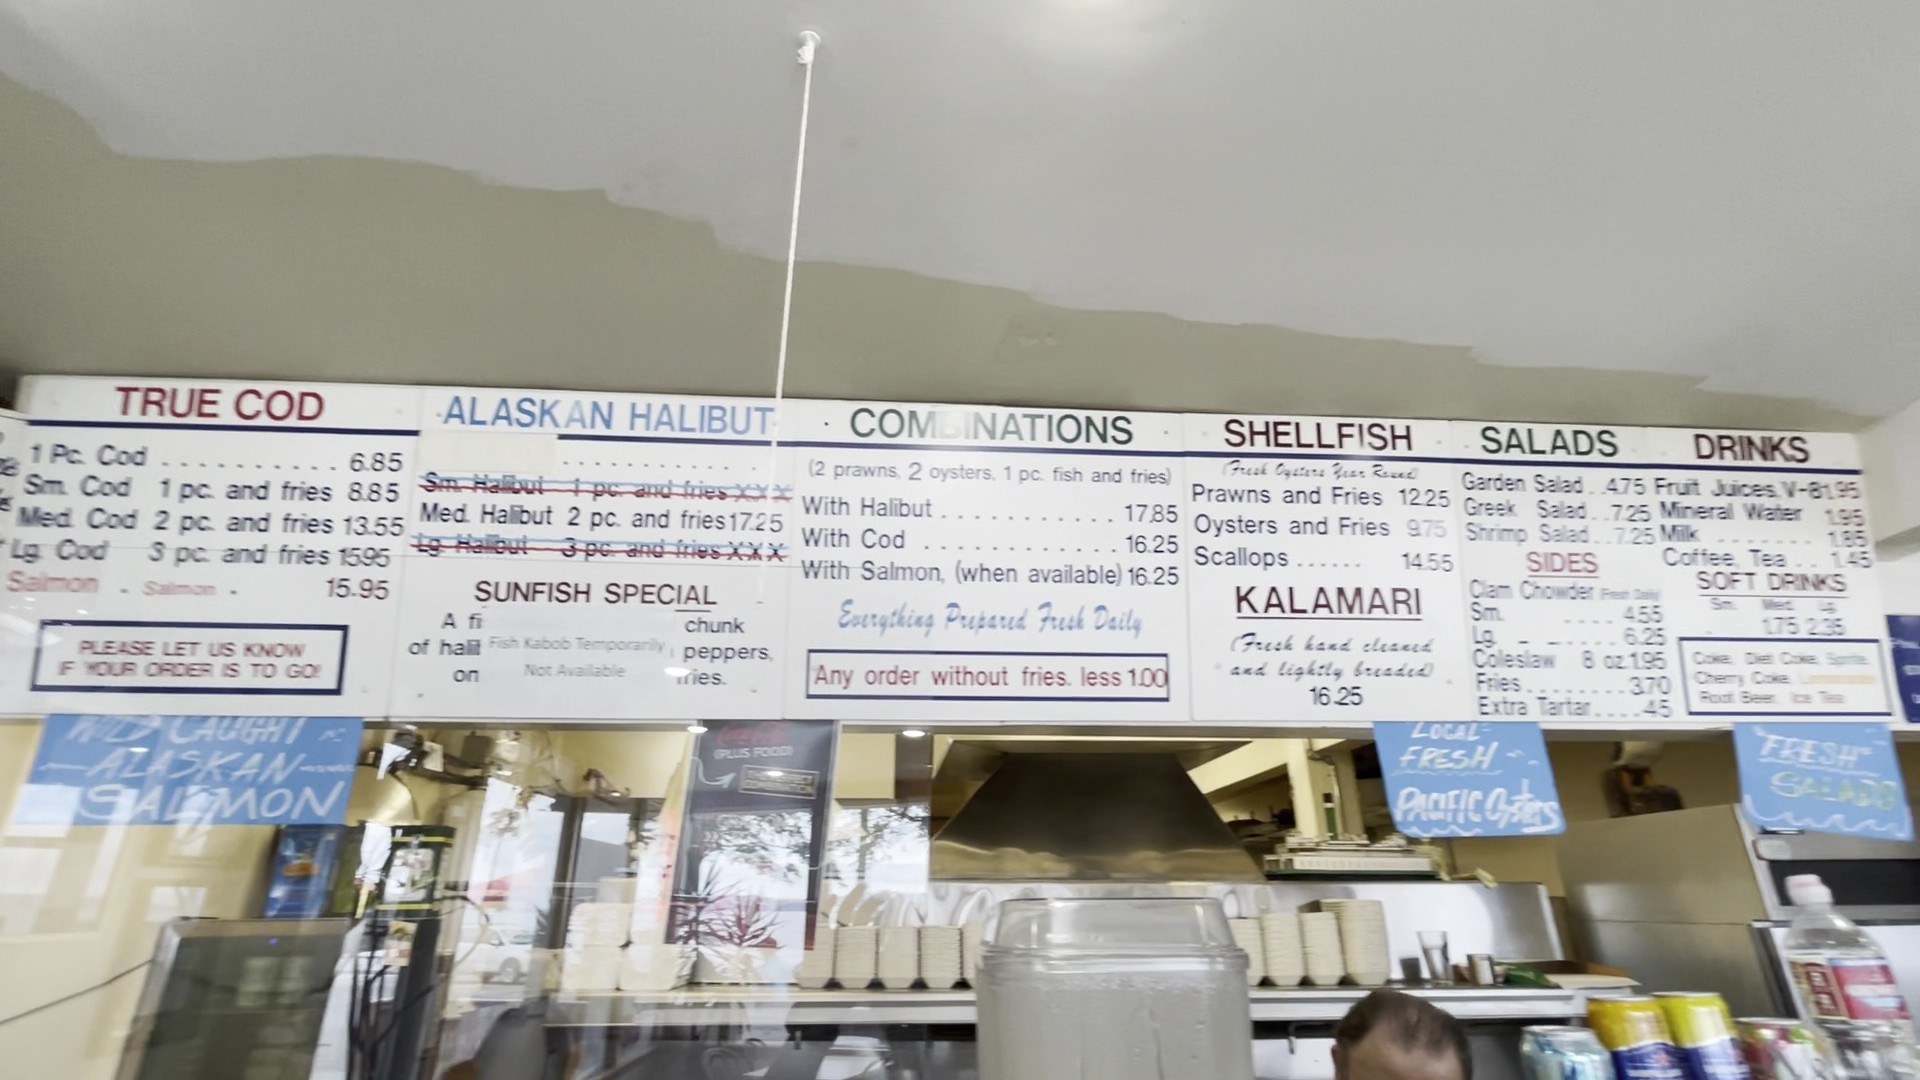 TRUE COD
1 Pc. Cod .......... 6.85
Sm. Cod 1 pc. and fries 8.85
Med. Cod 2 pc. and fries 13.55
Lg. Cod 3 pc. and fries 15.95
Salmon . Salmon . 15.95
PLEASE LET US KNOW
IF YOUR ORDER IS TO GO!
ALASKAN HALIBUT
Sm. Halibut 1 pc. and fries XXX
Med. Halibut 2 pc. and fries 17.25
Lg. Halibut 3 pc. and fries XXX
SUNFISH SPECIAL
A fi chunk
of halib Fish Kabob Temporarily peppers,
on Not Available fries.
COMBINATIONS
(2 prawns, 2 oysters, 1 pc. fish and fries)
With Halibut .......... 17.85
With Cod ............ 16.25
With Salmon, (when available) 16.25
Everything Prepared Fresh Daily
Any order without fries. less 1.00
SHELLFISH
(Fresh Oysters Year Round)
Prawns and Fries 12.25
Oysters and Fries 9.75
Scallops ...... 14.55
KALAMARI
(Fresh hand cleaned
and lightly breaded)
16.25
SALADS
Garden Salad . .4.75
Greek Salad . . 7.25
Shrimp Salad . . 7.25
SIDES
Clam Chowder (Fresh Daily)
Sm. .... 4.55
Lg. .... 6.25
Coleslaw 8 oz. 1.95
Fries ........ 3.70
Extra Tartar .... .45
DRINKS
Fruit Juices, V-8 1.95
Mineral Water 1.95
Milk ....... 1.85
Coffee, Tea . . 1.45
SOFT DRINKS
Sm. Med. Lg.
1.75 2.35
Coke, Diet Coke, Sprite
Cherry Coke,
Root Beer, Ice Tea
WILD CAUGHT
ALASKAN
SALMON
(PLUS FOOD)
LOCAL
FRESH
PACIFIC OYSTERS
"FRESH"
SALADS